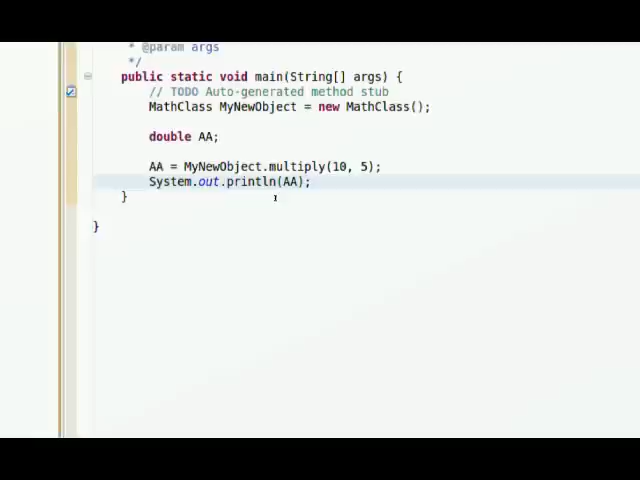 * @param args
*/
public static void main(String[] args) {
// TODO Auto-generated method stub
MathClass MyNewObject = new MathClass();
double AA;
AA = MyNewObject.multiply(10, 5);
System.out.println(AA);
}
}